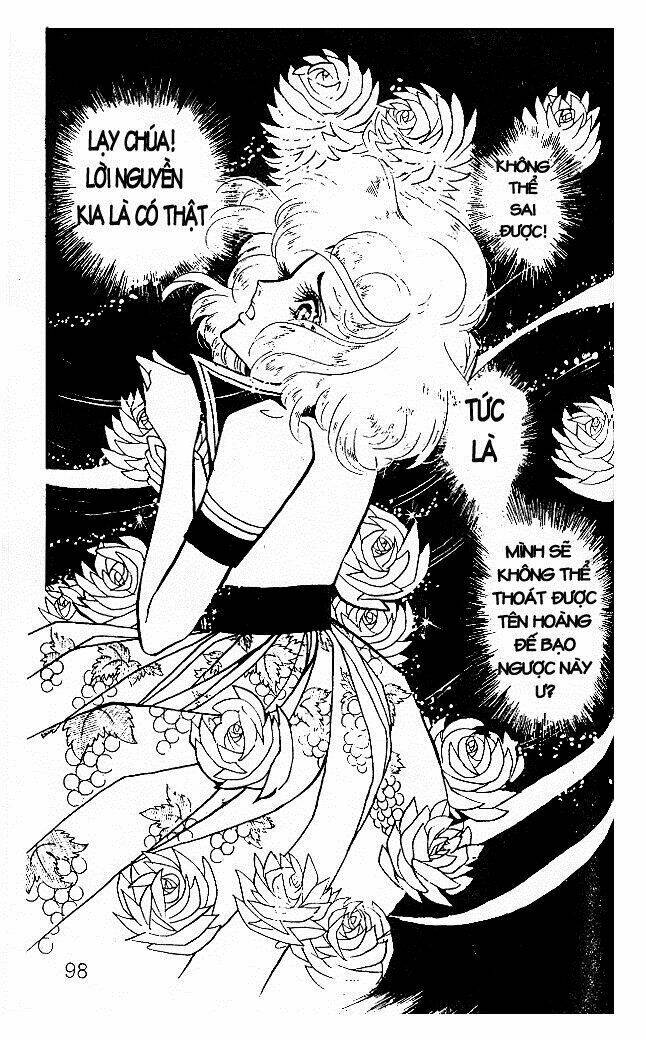 LẠY CHÚA!
LỜI NGUYỀN
KIA LÀ CÓ THẬT
KHÔNG
THỂ
SAI
ĐƯỢC!
TỨC
LÀ
MÌNH SẼ
KHÔNG THỂ
THOÁT ĐƯỢC
TÊN HOÀNG
ĐẾ BẠO
NGƯỢC NÀY
Ư?
98